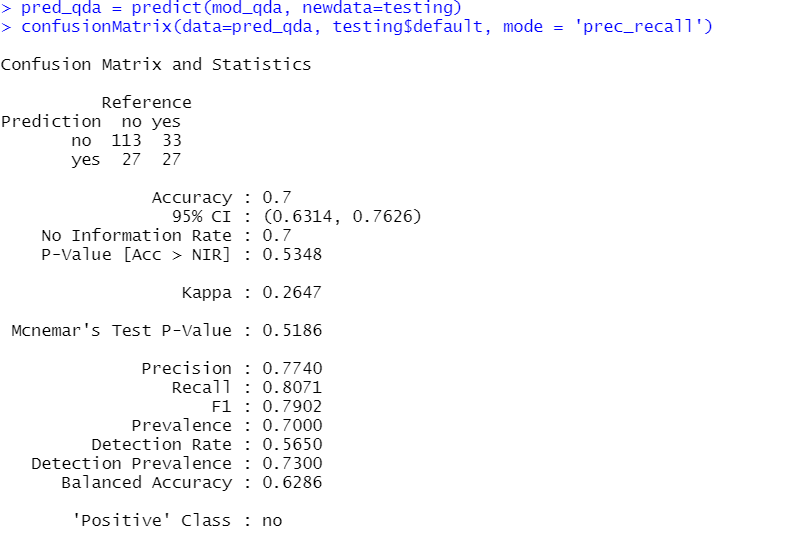 > pred_qda = predict(mod_qda, newdata=testing)
> confusionMatrix(data=pred_qda, testing$default, mode = 'prec_recall')
Confusion Matrix and Statistics
Reference
Prediction no yes
no 113 33
yes 27 27
Accuracy : 0.7
95% CI : (0.6314, 0.7626)
No Information Rate : 0.7
P-Value [Acc > NIR] : 0.5348
Kappa : 0.2647
Mcnemar's Test P-Value : 0.5186
Precision : 0.7740
Recall : 0.8071
F1 : 0.7902
Prevalence : 0.7000
Detection Rate : 0.5650
Detection Prevalence : 0.7300
Balanced Accuracy : 0.6286
'Positive' Class : no